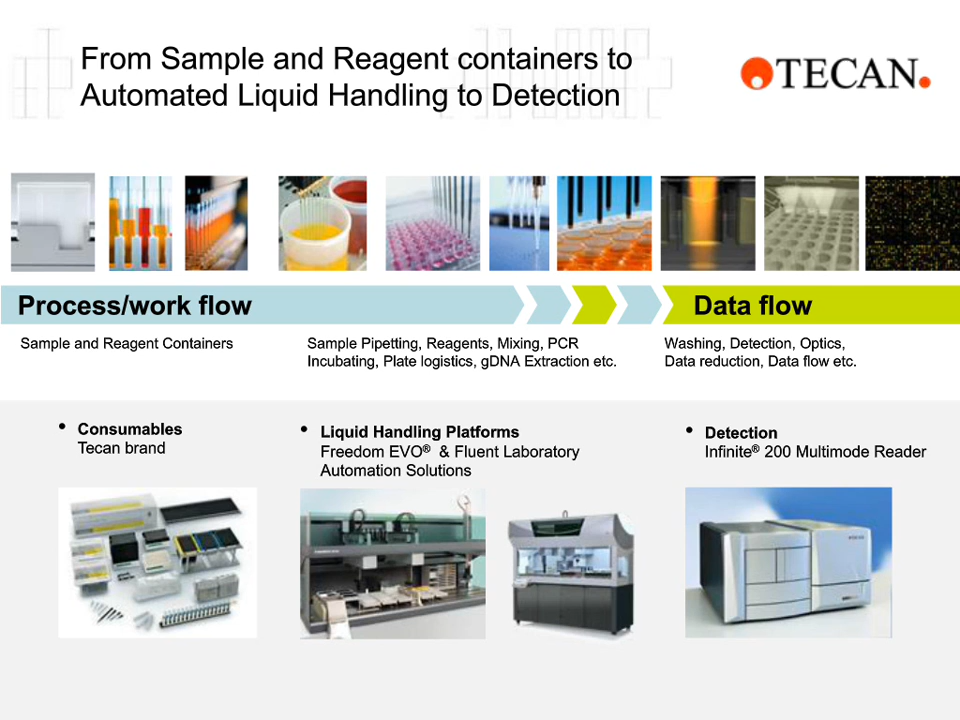 From Sample and Reagent containers to
Automated Liquid Handling to Detection
TECAN.
Process/work flow
Data flow
Sample and Reagent Containers
Sample Pipetting, Reagents, Mixing, PCR
Incubating, Plate logistics, gDNA Extraction etc.
Washing, Detection, Optics,
Data reduction, Data flow etc.
• Consumables
Tecan brand
• Liquid Handling Platforms
Freedom EVO® & Fluent Laboratory
Automation Solutions
• Detection
Infinite® 200 Multimode Reader